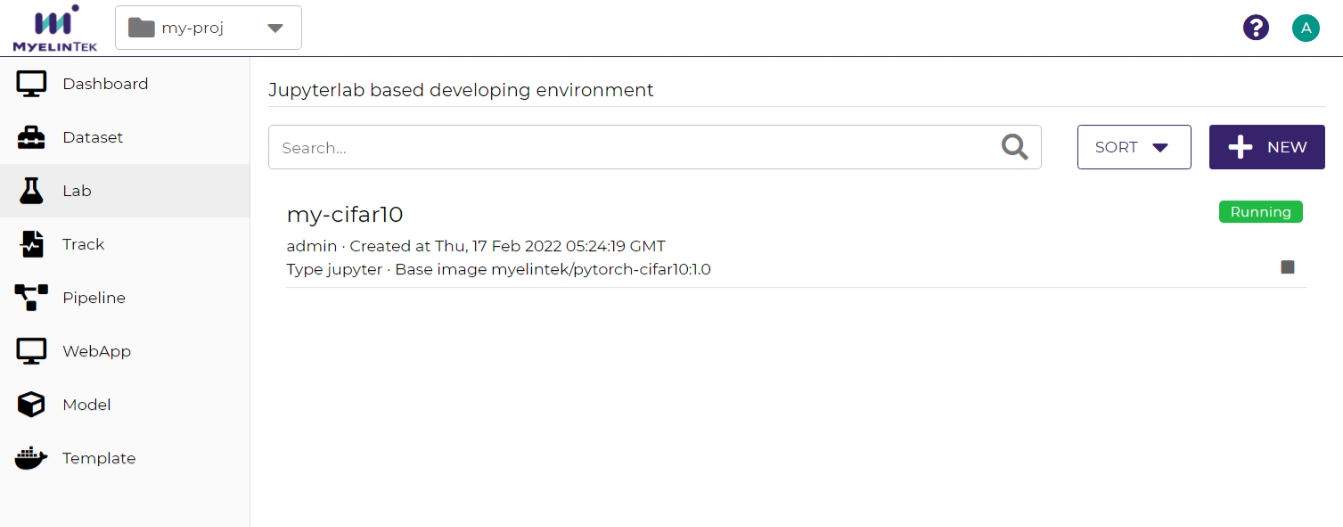 MYELINTEK
my-proj
?
A
Dashboard
Dataset
Lab
Track
Pipeline
WebApp
Model
Template
Jupyterlab based developing environment
Search...
SORT
NEW
my-cifar10
Running
admin · Created at Thu, 17 Feb 2022 05:24:19 GMT
Type jupyter · Base image myelintek/pytorch-cifar10:1.0